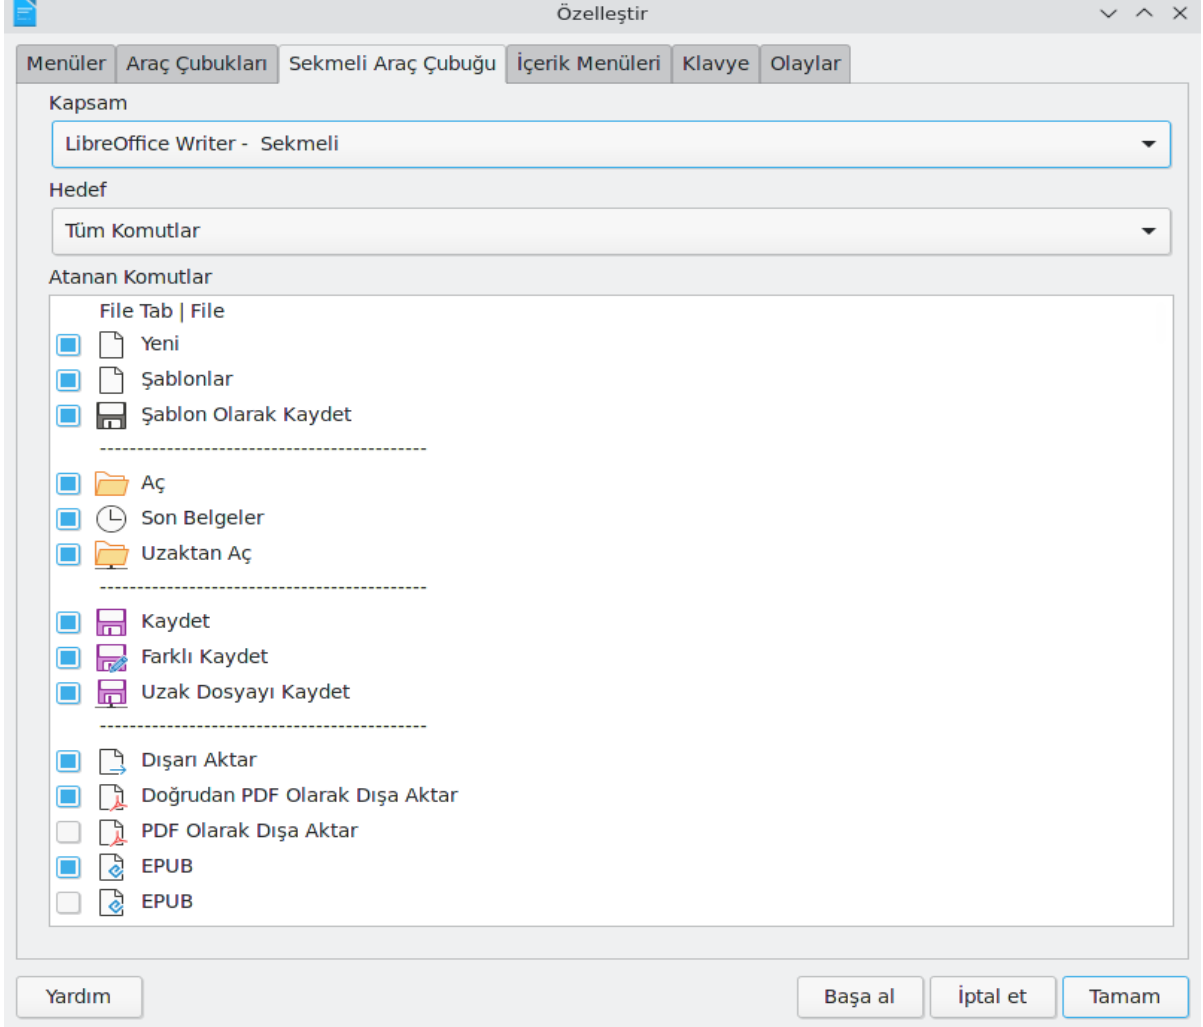 Özelleştir
Menüler Araç Çubukları Sekmeli Araç Çubuğu İçerik Menüleri Klavye Olaylar
Kapsam
LibreOffice Writer -  Sekmeli
Hedef
Tüm Komutlar
Atanan Komutlar
File Tab | File
Yeni
Şablonlar
Şablon Olarak Kaydet
--------------------------------------------
Aç
Son Belgeler
Uzaktan Aç
--------------------------------------------
Kaydet
Farklı Kaydet
Uzak Dosyayı Kaydet
--------------------------------------------
Dışarı Aktar
Doğrudan PDF Olarak Dışa Aktar
PDF Olarak Dışa Aktar
EPUB
EPUB
Yardım Başa al İptal et Tamam